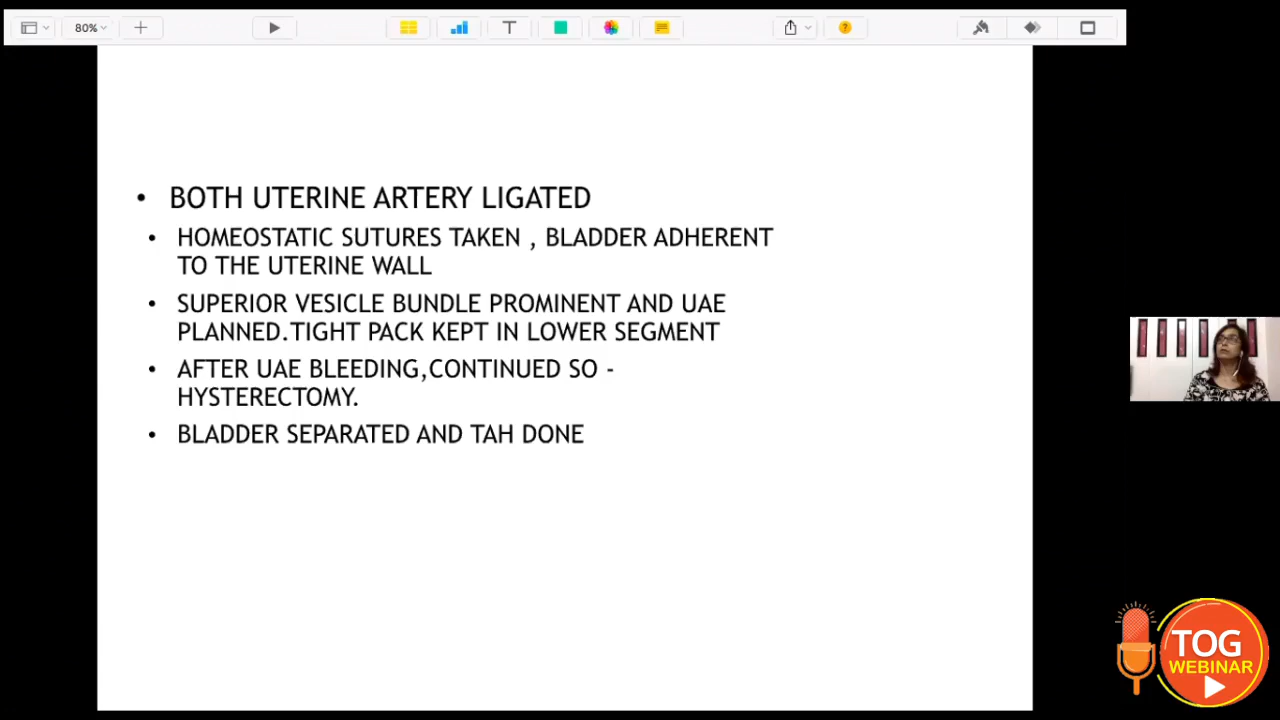 80%
BOTH UTERINE ARTERY LIGATED
HOMEOSTATIC SUTURES TAKEN , BLADDER ADHERENT
TO THE UTERINE WALL
SUPERIOR VESICLE BUNDLE PROMINENT AND UAE
PLANNED.TIGHT PACK KEPT IN LOWER SEGMENT
AFTER UAE BLEEDING,CONTINUED SO -
HYSTERECTOMY.
BLADDER SEPARATED AND TAH DONE
TOG
WEBINAR